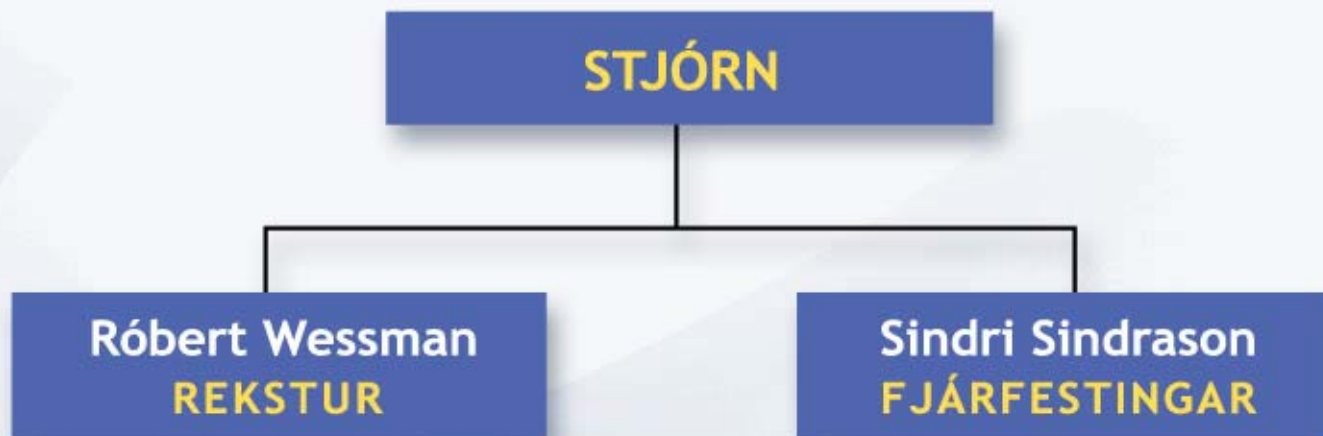 STJÓRN
Róbert Wessman
REKSTUR
Sindri Sindrason
FJÁRFESTINGAR